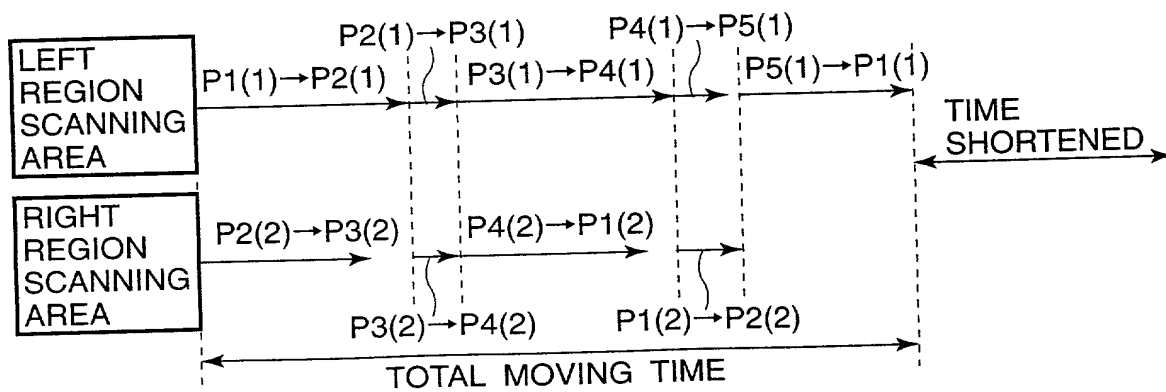 P2(1)→P3(1)
P4(1)→P5(1)
LEFT
REGION
SCANNING
AREA
P1(1)→P2(1)
P3(1)→P4(1)
P5(1)→P1(1)
TIME
SHORTENED
RIGHT
REGION
SCANNING
AREA
P2(2)→P3(2)
P4(2)→P1(2)
P3(2)→P4(2)
P1(2)→P2(2)
TOTAL MOVING TIME